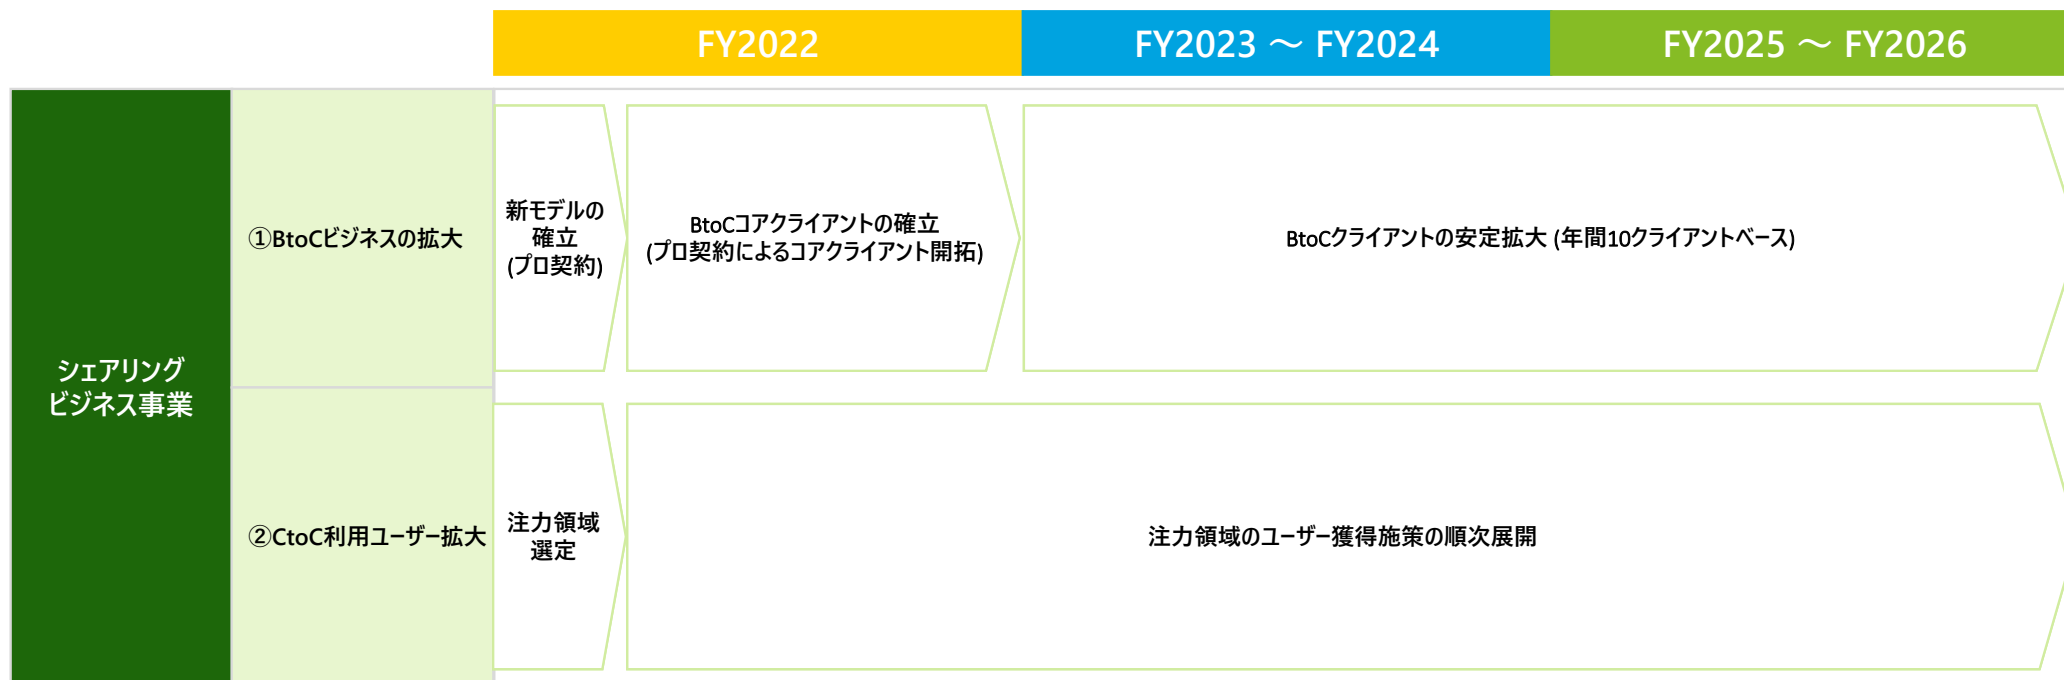 FY2022
FY2023 ～ FY2024
FY2025 ～ FY2026
シェアリング
ビジネス事業
①BtoCビジネスの拡大
新モデルの
確立
(プロ契約)
BtoCコアクライアントの確立
(プロ契約によるコアクライアント開拓)
BtoCクライアントの安定拡大 (年間10クライアントベース)
②CtoC利用ユーザー拡大
注力領域
選定
注力領域のユーザー獲得施策の順次展開